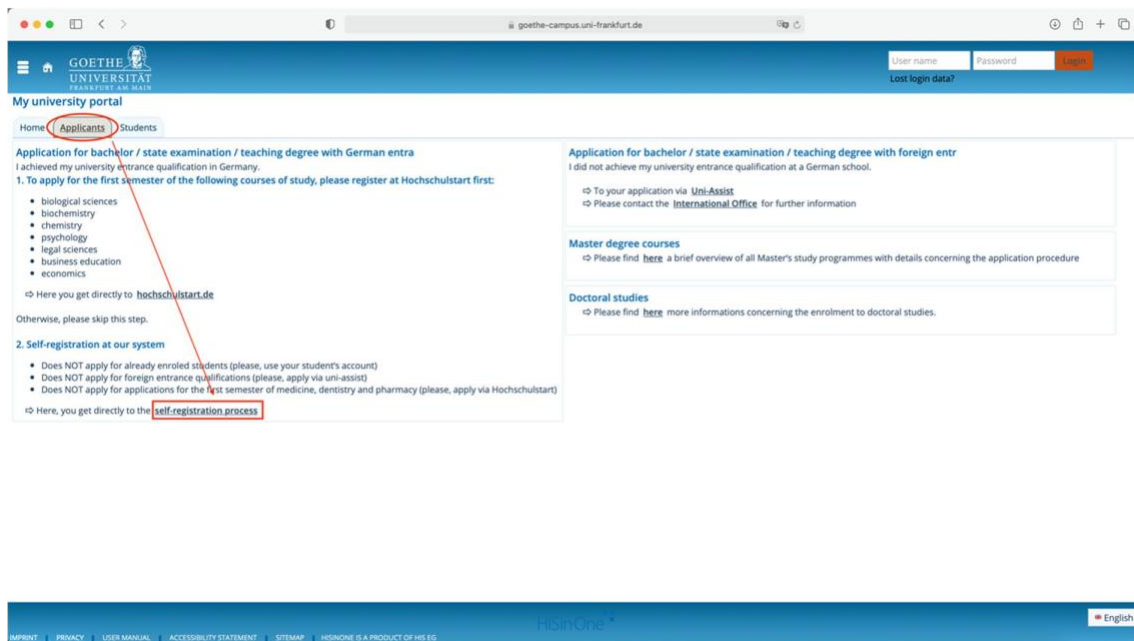 goethe-campus.uni-frankfurt.de
GOETHE
UNIVERSITÄT
FRANKFURT AM MAIN
User name
Password
Login
Lost login data?
My university portal
Home
Applicants
Students
Application for bachelor / state examination / teaching degree with German entra
I achieved my university entrance qualification in Germany.
1. To apply for the first semester of the following courses of study, please register at Hochschulstart first:
• biological sciences
• biochemistry
• chemistry
• psychology
• legal sciences
• business education
• economics
⇨ Here you get directly to hochschulstart.de
Otherwise, please skip this step.
2. Self-registration at our system
• Does NOT apply for already enroled students (please, use your student's account)
• Does NOT apply for foreign entrance qualifications (please, apply via uni-assist)
• Does NOT apply for applications for the first semester of medicine, dentistry and pharmacy (please, apply via Hochschulstart)
⇨ Here, you get directly to the self-registration process
Application for bachelor / state examination / teaching degree with foreign entr
I did not achieve my university entrance qualification at a German school.
⇨ To your application via Uni-Assist
⇨ Please contact the International Office for further information
Master degree courses
⇨ Please find here a brief overview of all Master's study programmes with details concerning the application procedure
Doctoral studies
⇨ Please find here more informations concerning the enrolment to doctoral studies.
HISinOne
English
IMPRINT | PRIVACY | USER MANUAL | ACCESSIBILITY STATEMENT | SITEMAP | HISINONE IS A PRODUCT OF HIS EG